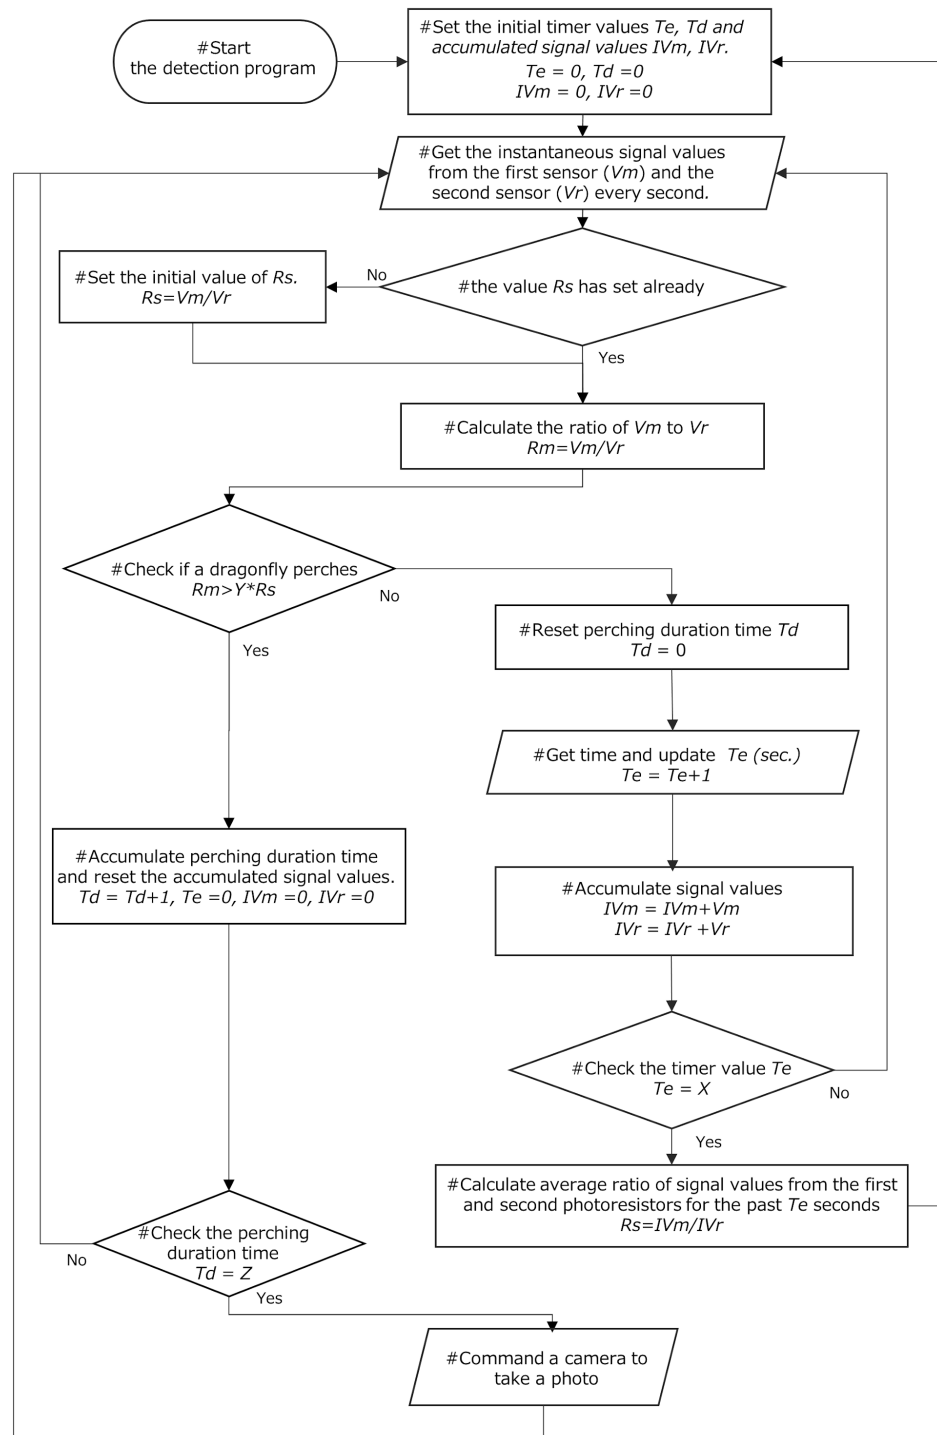 #Start
the detection program
#Set the initial timer values Te, Td and
accumulated signal values IVm, IVr.
Te = 0, Td =0
IVm = 0, IVr =0
#Get the instantaneous signal values
from the first sensor (Vm) and the
second sensor (Vr) every second.
#the value Rs has set already
No
#Set the initial value of Rs.
Rs=Vm/Vr
Yes
#Calculate the ratio of Vm to Vr
Rm=Vm/Vr
#Check if a dragonfly perches
Rm>Y*Rs
No
Yes
#Reset perching duration time Td
Td = 0
#Get time and update Te (sec.)
Te = Te+1
#Accumulate perching duration time
and reset the accumulated signal values.
Td = Td+1, Te =0, IVm =0, IVr =0
#Accumulate signal values
IVm = IVm+Vm
IVr = IVr +Vr
#Check the timer value Te
Te = X
No
Yes
#Calculate average ratio of signal values from the first
and second photoresistors for the past Te seconds
Rs=IVm/IVr
#Check the perching
duration time
Td = Z
No
Yes
#Command a camera to
take a photo